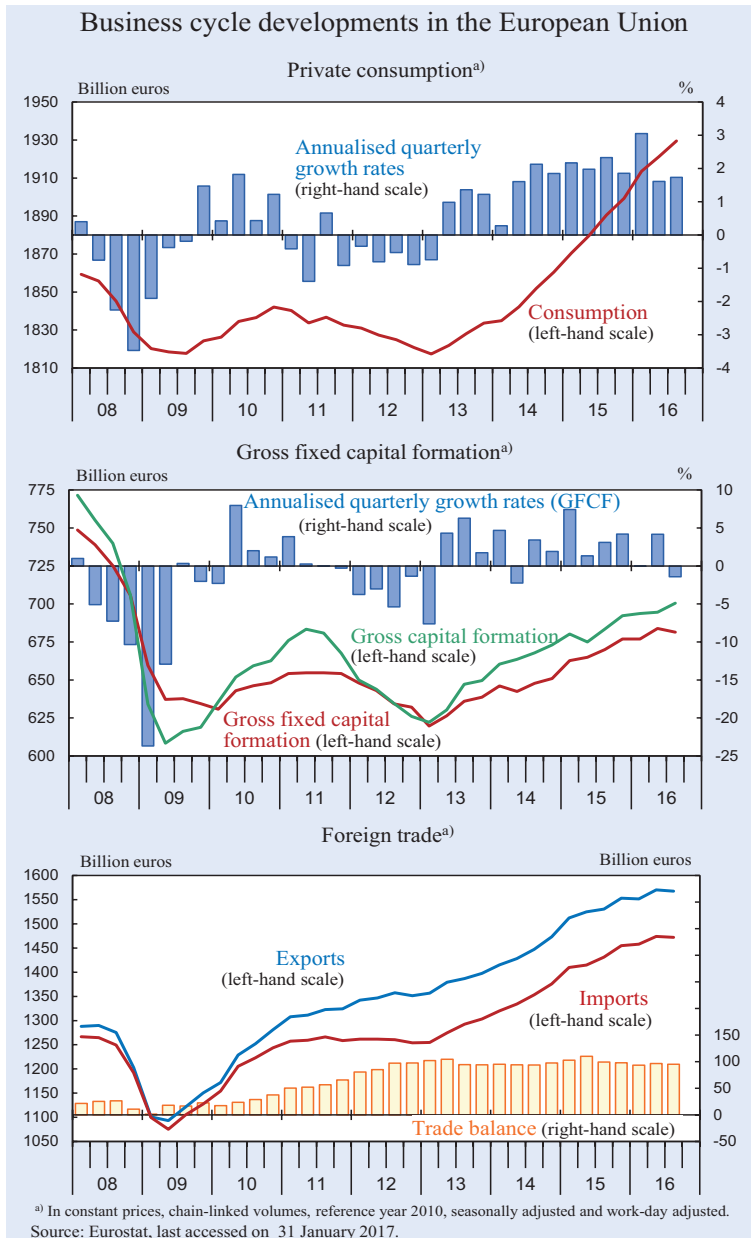 Business cycle developments in the European Union
Private consumptionᵃ⁾
Billion euros %
1950 4
1930 3
1910 2
1890 1
1870 0
1850 -1
-2
1830 -3
1810 -4
Annualised quarterly
growth rates
(right-hand scale)
Consumption
(left-hand scale)
08 09 10 11 12 13 14 15 16
Gross fixed capital formationᵃ⁾
Billion euros %
775 10
750 5
725 0
700 -5
675 -10
650 -15
625 -20
600 -25
Annualised quarterly growth rates (GFCF)
(right-hand scale)
Gross capital formation
(left-hand scale)
Gross fixed capital
formation (left-hand scale)
08 09 10 11 12 13 14 15 16
Foreign tradeᵃ⁾
Billion euros Billion euros
1600
1550
1500
1450
1400
1350
1300
1250 150
1200 100
1150 50
1100 0
1050 -50
Exports
(left-hand scale)
Imports
(left-hand scale)
Trade balance (right-hand scale)
08 09 10 11 12 13 14 15 16
ᵃ⁾ In constant prices, chain-linked volumes, reference year 2010, seasonally adjusted and work-day adjusted.
Source: Eurostat, last accessed on 31 January 2017.